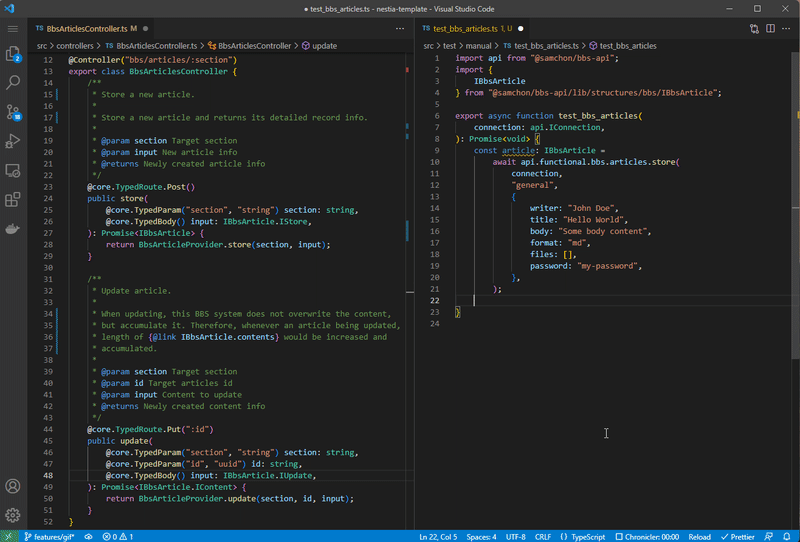 test_bbs_articles.ts - nestia-template - Visual Studio Code
TS BbsArticlesController.ts M
src > controllers > TS BbsArticlesController.ts > BbsArticlesController > update
12 @Controller("bbs/articles/:section")
13 export class BbsArticlesController {
14 /**
15 * Store a new article.
16 *
17 * Store a new article and returns its detailed record info.
18 *
19 * @param section Target section
20 * @param input New article info
21 * @returns Newly created article info
22 */
23 @core.TypedRoute.Post()
24 public store(
25 @core.TypedParam("section", "string") section: string,
26 @core.TypedBody() input: IBbsArticle.IStore,
27 ): Promise<IBbsArticle> {
28 return BbsArticleProvider.store(section, input);
29 }
30
31 /**
32 * Update article.
33 *
34 * When updating, this BBS system does not overwrite the content,
35 * but accumulate it. Therefore, whenever an article being updated,
36 * length of {@link IBbsArticle.contents} would be increased and
37 * accumulated.
38 *
39 * @param section Target section
40 * @param id Target articles id
41 * @param input Content to update
42 * @returns Newly created content info
43 */
44 @core.TypedRoute.Put(":id")
45 public update(
46 @core.TypedParam("section", "string") section: string,
47 @core.TypedParam("id", "uuid") id: string,
48 @core.TypedBody() input: IBbsArticle.IUpdate,
49 ): Promise<IBbsArticle.IContent> {
50 return BbsArticleProvider.update(section, id, input);
51 }
52 }
TS test_bbs_articles.ts 1, U
src > test > manual > TS test_bbs_articles.ts > test_bbs_articles
1 import api from "@samchon/bbs-api";
2 import {
3 IBbsArticle
4 } from "@samchon/bbs-api/lib/structures/bbs/IBbsArticle";
5
6 export async function test_bbs_articles(
7 connection: api.IConnection,
8 ): Promise<void> {
9 const article: IBbsArticle =
10 await api.functional.bbs.articles.store(
11 connection,
12 "general",
13 {
14 writer: "John Doe",
15 title: "Hello World",
16 body: "Some body content",
17 format: "md",
18 files: [],
19 password: "my-password",
20 },
21 );
22
23 }
24
2
features/gif*
0 1
Ln 22, Col 5
Spaces: 4
UTF-8
CRLF
{ } TypeScript
Chronicler: 00:00
Reload
Prettier